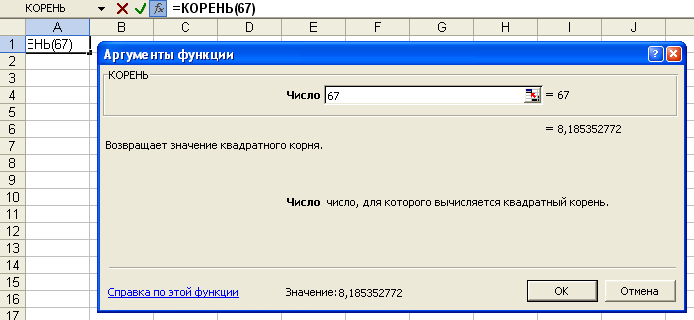 КОРЕНЬ =КОРЕНЬ(67)
A B C D E F G H I J
1 ЕНЬ(67)
Аргументы функции
2
3
КОРЕНЬ
4 Число 67 = 67
5
6 = 8,185352772
7 Возвращает значение квадратного корня.
8
9
10 Число число, для которого вычисляется квадратный корень.
11
12
13
14
15 Справка по этой функции Значение:8,185352772 OK Отмена
16
17